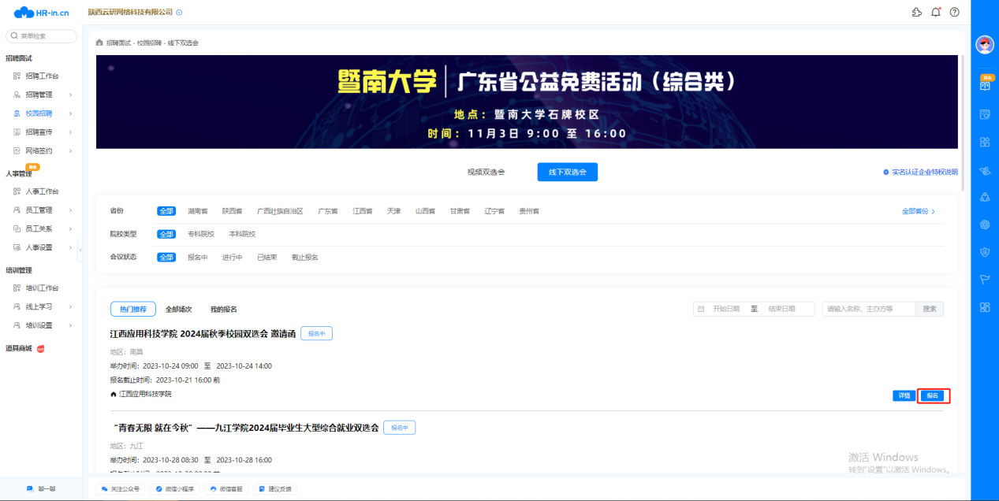 HR-in.cn
陕西云研网络科技有限公司
菜单检索
招聘面试
招聘工作台
招聘管理
校园招聘
招聘宣传
网络签约
人事管理
人事工作台
员工管理
员工关系
人事设置
培训管理
培训工作台
线上学习
培训设置
道具商城
聊一聊
招聘面试 - 校园招聘 - 线下双选会
暨南大学 | 广东省公益免费活动（综合类）
地点：暨南大学石牌校区
时间：11月3日 9:00 至 16:00
视频双选会 线下双选会 实名认证企业特权说明
省份 全部 湖南省 陕西省 广西壮族自治区 广东省 江西省 天津 山西省 甘肃省 辽宁省 贵州省 全部省份 >
院校类型 全部 专科院校 本科院校
会议状态 全部 报名中 进行中 已结束 截止报名
热门推荐 全部场次 我的报名 开始日期 至 结束日期 请输入名称、主办方等 搜索
江西应用科技学院 2024届秋季校园双选会 邀请函 报名中
地区：南昌
举办时间：2023-10-24 09:00 至 2023-10-24 14:00
报名截止时间：2023-10-21 16:00 前
江西应用科技学院 详情 报名
“青春无限 就在今秋”——九江学院2024届毕业生大型综合就业双选会 报名中
地区：九江
举办时间：2023-10-28 08:30 至 2023-10-28 16:00
激活 Windows
转到"设置"以激活 Windows。
关注公众号 微信小程序 微信客服 建议反馈